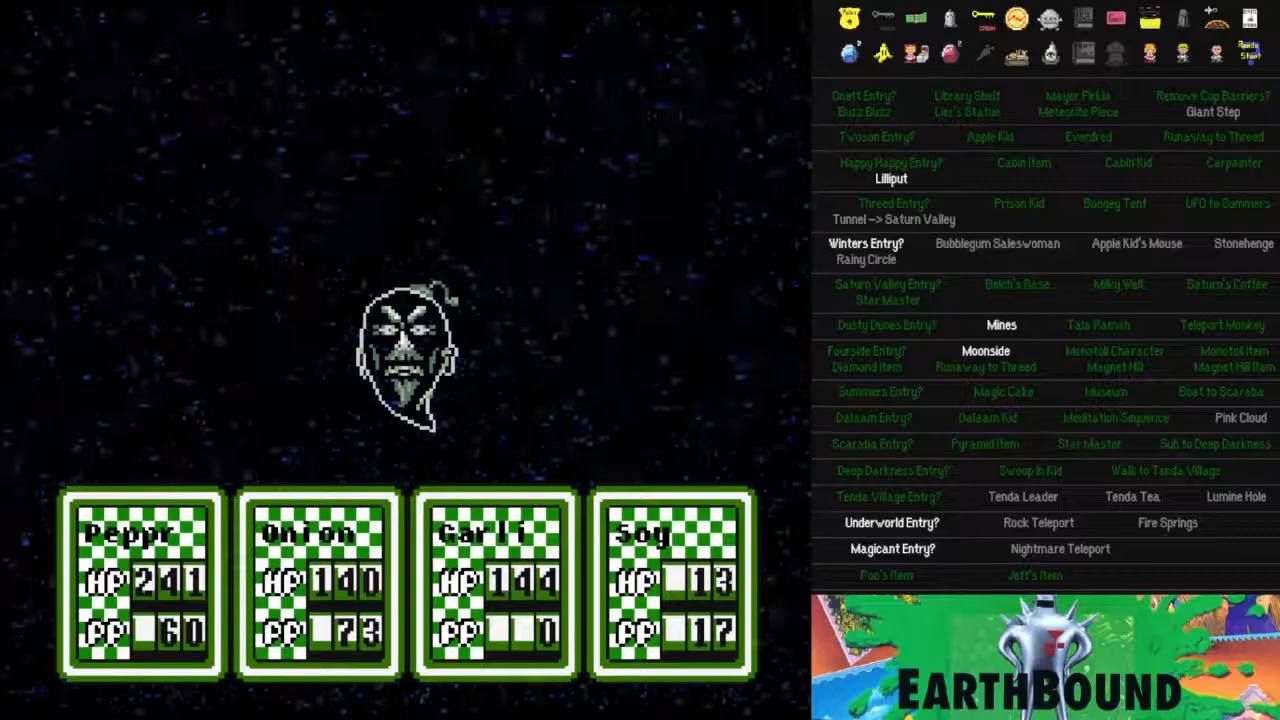 Onett Entry? Library Shelf Mayor Pirkle Remove Cop Barriers?
Buzz Buzz Lier's Statue Meteorite Piece Giant Step
Twoson Entry? Apple Kid Everdred Runaway to Threed
Happy Happy Entry? Cabin Item Cabin Kid Carpainter
Lilliput
Threed Entry? Prison Kid Boogey Tent UFO to Summers
Tunnel -> Saturn Valley
Winters Entry? Bubblegum Saleswoman Apple Kid's Mouse Stonehenge
Rainy Circle
Saturn Valley Entry? Belch's Base Milky Well Saturn's Coffee
Star Master
Dusty Dunes Entry? Mines Tala Ramah Teleport Monkey
Fourside Entry? Moonside Monotoli Character Monotoli Item
Diamond Item Runaway to Threed Magnet Hill Magnet Hill Item
Summers Entry? Magic Cake Museum Boat to Scaraba
Dalaam Entry? Dalaam Kid Meditation Sequence Pink Cloud
Scaraba Entry? Pyramid Item Star Master Sub to Deep Darkness
Deep Darkness Entry? Swoop In Kid Walk to Tenda Village
Tenda Village Entry? Tenda Leader Tenda Tea Lumine Hole
Underworld Entry? Rock Teleport Fire Springs
Magicant Entry? Nightmare Teleport
Poo's Item Jeff's Item
Peppr Onion Garli Soy
HP 241 HP 140 HP 144 HP 13
PP 60 PP 73 PP 0 PP 17
EARTHBOUND